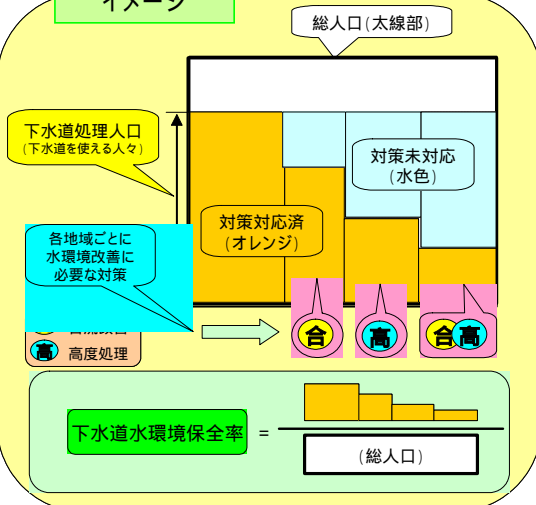 イメージ
総人口(太線部)
下水道処理人口
(下水道を使える人々)
対策未対応
(水色)
対策対応済
(オレンジ)
各地域ごとに
水環境改善に
必要な対策
合
高
合高
高 高度処理
下水道水環境保全率 =
(総人口)